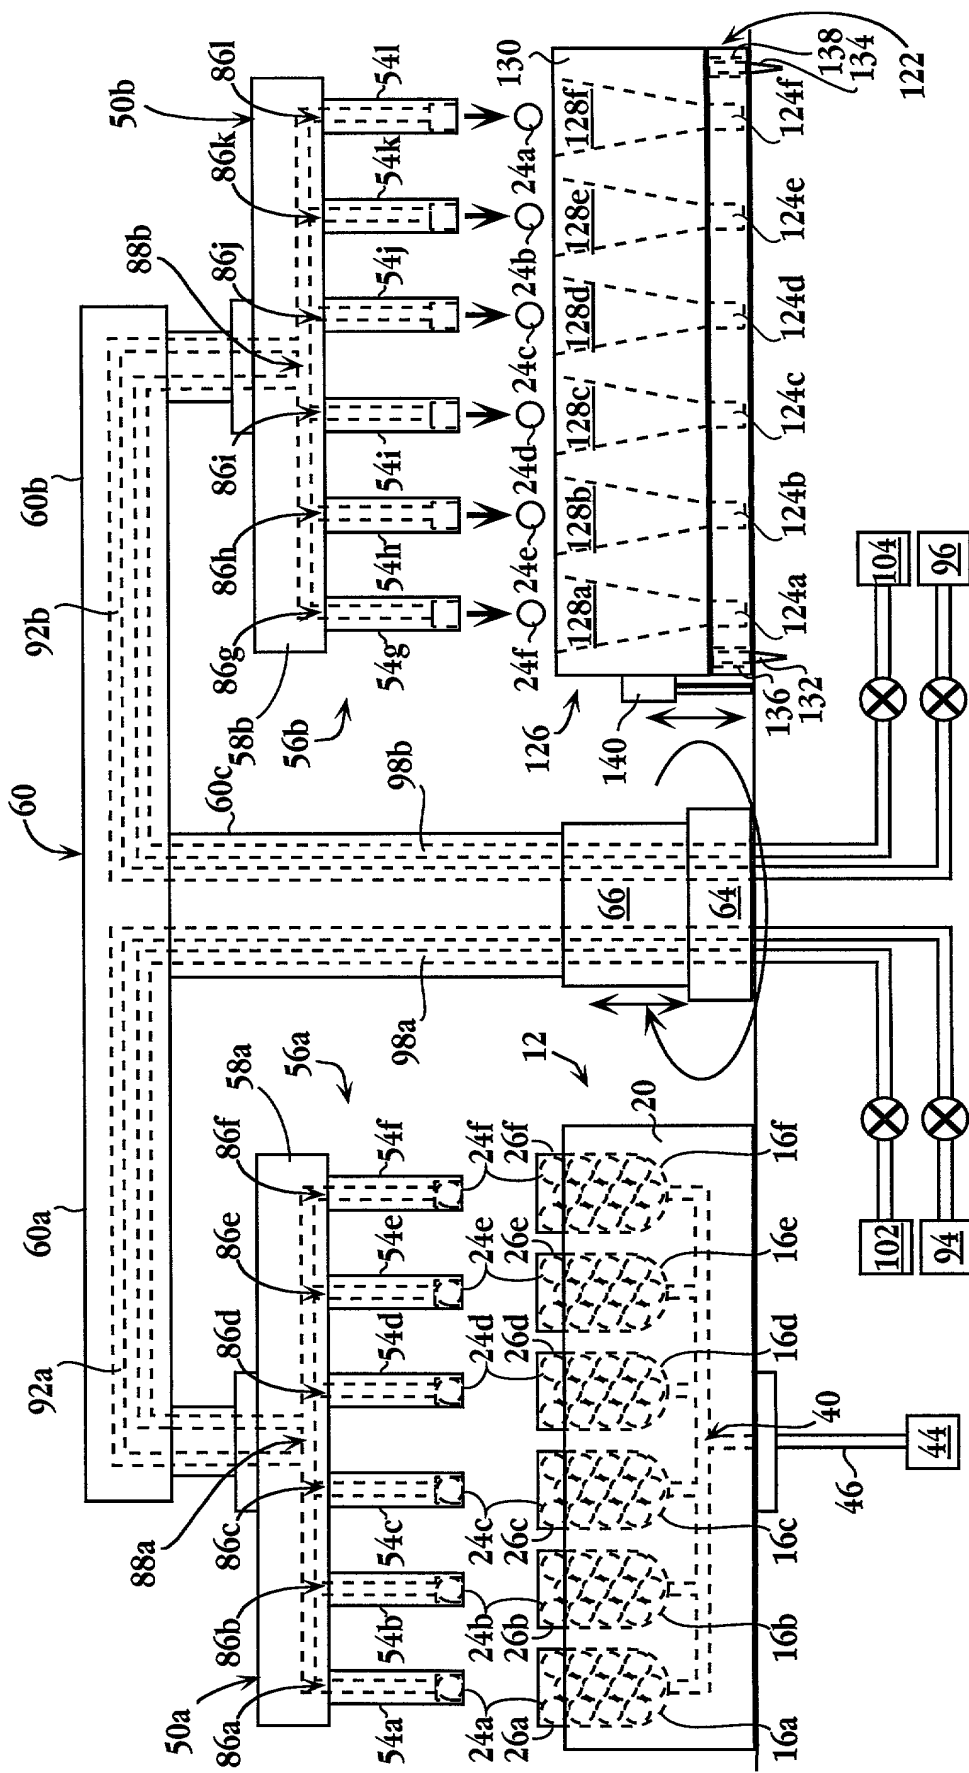 92a
60a
60
92b
60b
50a
88b
50b
86a
86b
86c
86d
86e
86f
58a
60c
58b
86g
86h
86i
86j
86k
86l
88a
56a
56b
54a
54b
54c
54d
54e
54f
98a
98b
54g
54h
54i
54j
54k
54l
24a
24b
24c
24d
24e
24f
26a
26b
26c
26d
26e
26f
12
126
24f
24e
24d
24c
24b
24a
130
128a
128b
128c
128d
128e
128f
20
66
140
64
16a
16b
16c
16d
16e
16f
136
132
124a
124b
124c
124d
124e
124f
138
134
122
40
46
44
102
104
94
96